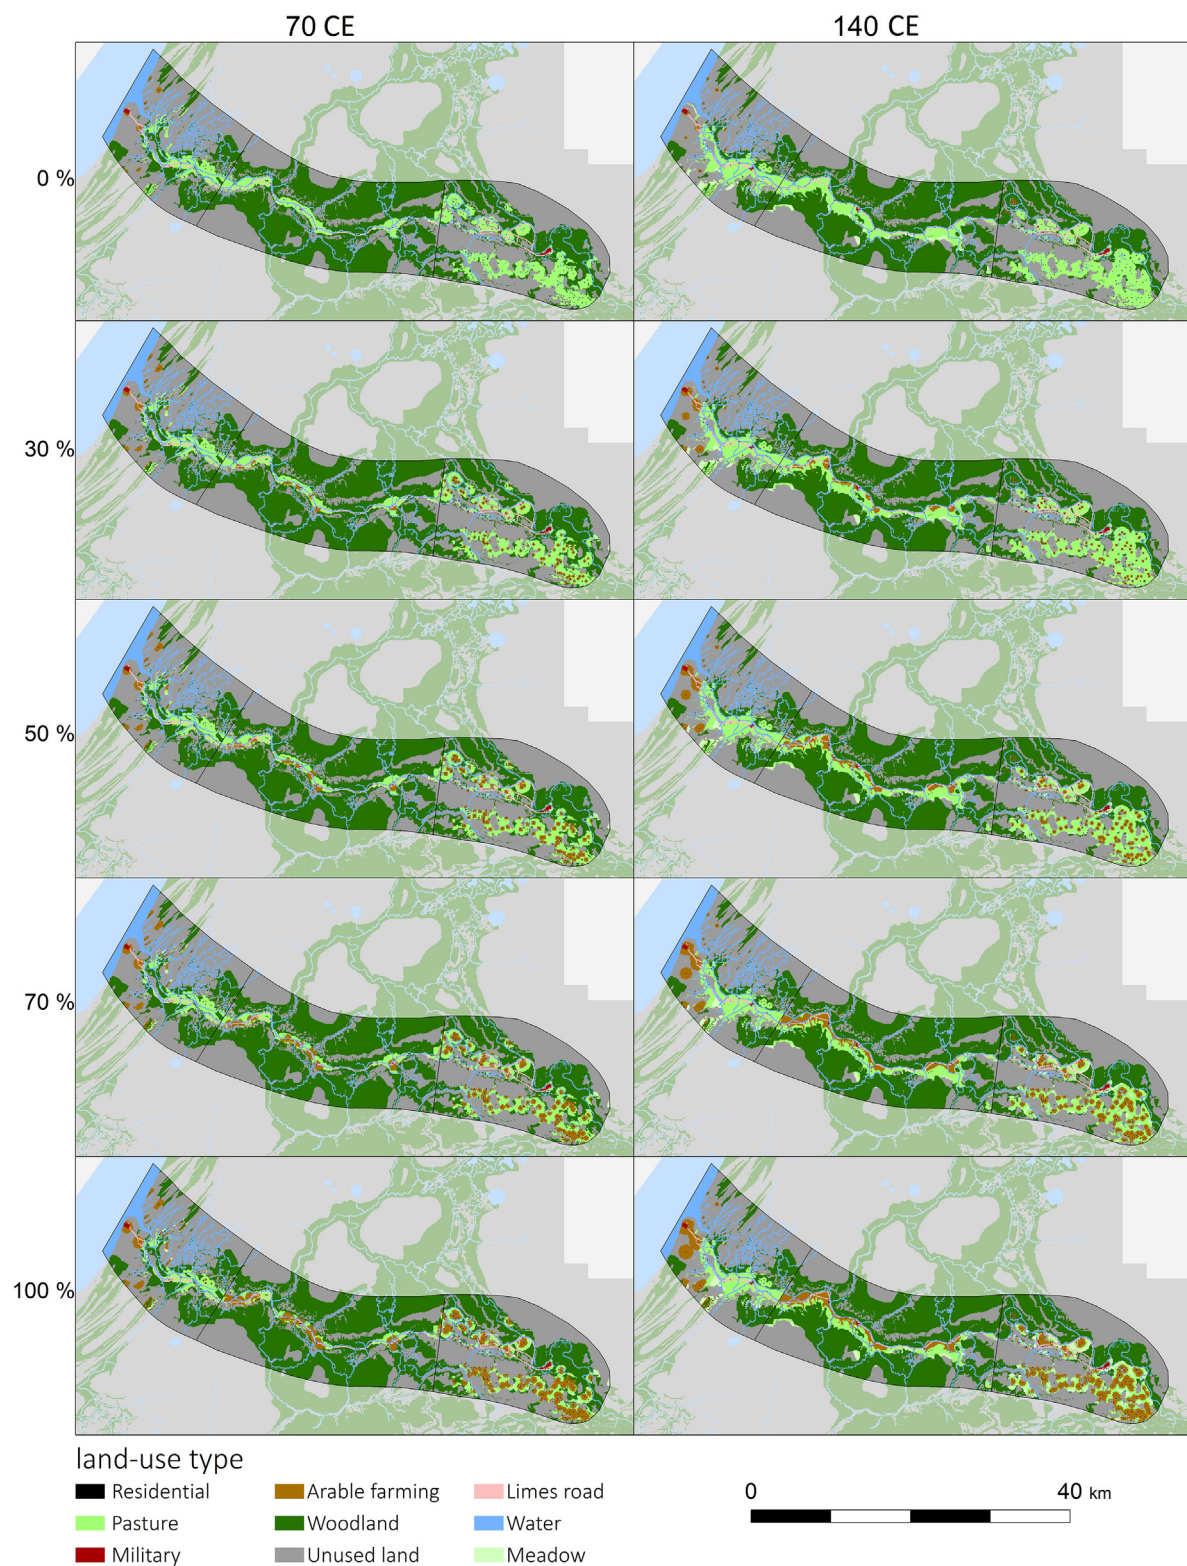 70 CE 140 CE
0 %
30 %
50 %
70 %
100 %
land-use type
Residential Arable farming Limes road
Pasture Woodland Water
Military Unused land Meadow
0 40 km